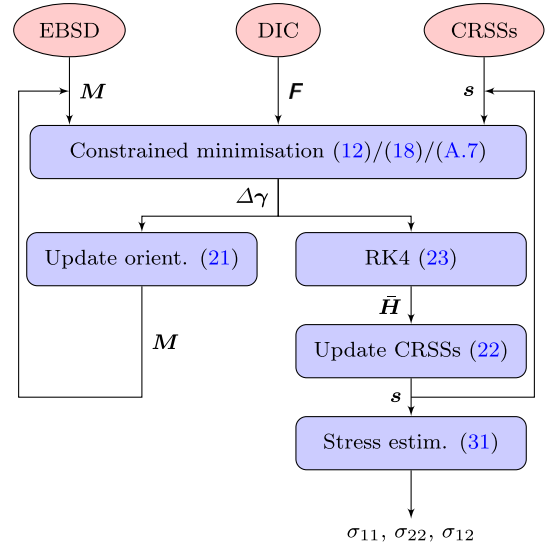 EBSD DIC CRSSs
M F s
Constrained minimisation (12)/(18)/(A.7)
Δγ
Update orient. (21) RK4 (23)
H̄
M Update CRSSs (22)
s
Stress estim. (31)
σ11, σ22, σ12